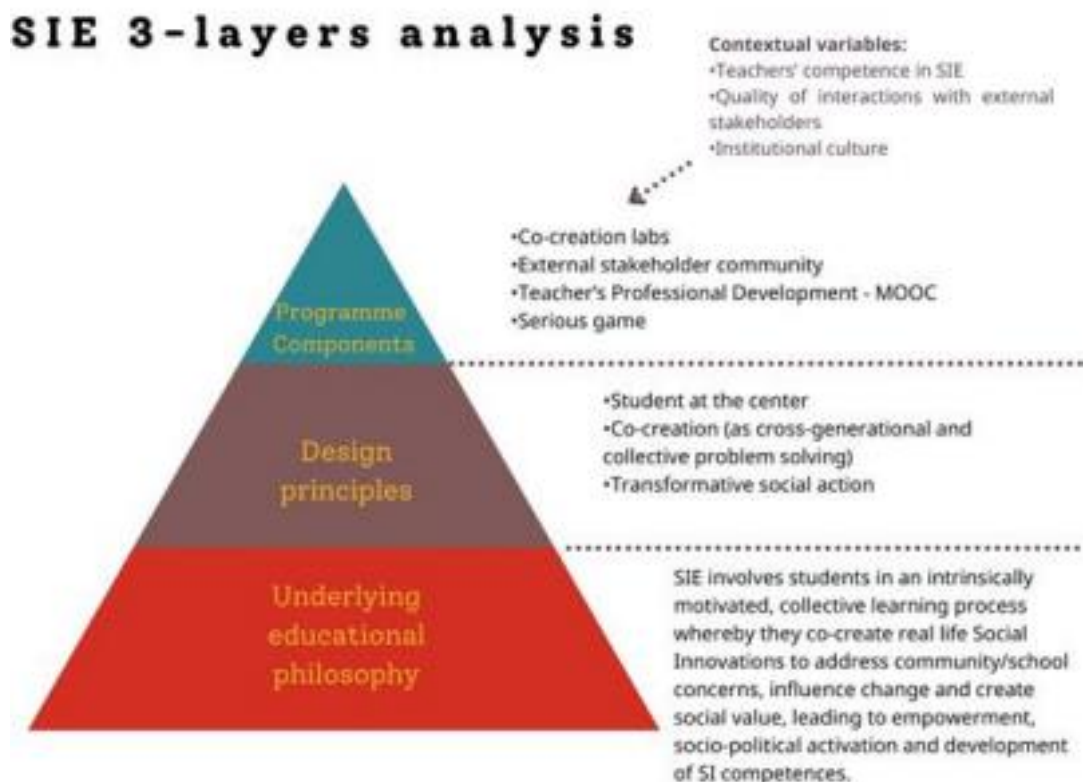 SIE 3-layers analysis
Contextual variables:
•Teachers' competence in SIE
•Quality of interactions with external
stakeholders
•Institutional culture
•Co-creation labs
•External stakeholder community
•Teacher's Professional Development - MOOC
•Serious game
Programme
Components
•Student at the center
•Co-creation (as cross-generational and
collective problem solving)
•Transformative social action
Design
principles
SIE involves students in an intrinsically
motivated, collective learning process
whereby they co-create real life Social
Innovations to address community/school
concerns, influence change and create
social value, leading to empowerment,
socio-political activation and development
of SI competences.
Underlying
educational
philosophy